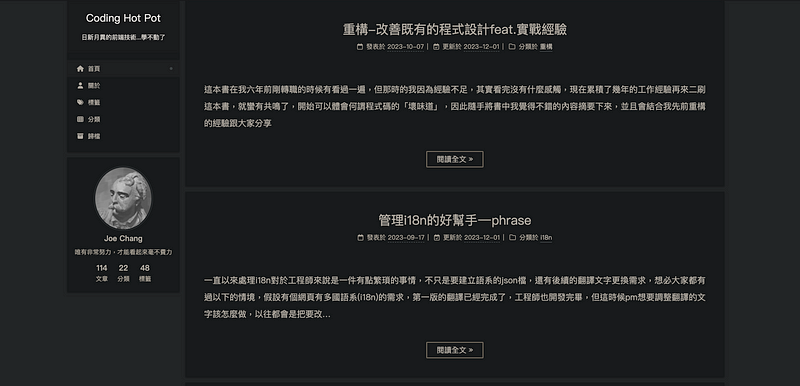 Coding Hot Pot
日新月異的前端技術...學不動了
首頁
關於
標籤
分類
歸檔
Joe Chang
唯有非常努力，才能看起來毫不費力
114 22 48
文章 分類 標籤
重構-改善既有的程式設計feat.實戰經驗
發表於 2023-10-07 | 更新於 2023-12-01 | 分類於 重構
這本書在我六年前剛轉職的時候有看過一遍，但那時的我因為經驗不足，其實看完沒有什麼感觸，現在累積了幾年的工作經驗再來二刷
這本書，就蠻有共鳴了，開始可以體會何謂程式碼的「壞味道」，因此隨手將書中我覺得不錯的內容摘要下來，並且會結合我先前重構
的經驗跟大家分享
閱讀全文 »
管理i18n的好幫手—phrase
發表於 2023-09-17 | 更新於 2023-12-01 | 分類於 i18n
一直以來處理i18n對於工程師來說是一件有點繁瑣的事情，不只是要建立語系的json檔，還有後續的翻譯文字更換需求，想必大家都有
過以下的情境，假設有個網頁有多國語系(i18n)的需求，第一版的翻譯已經完成了，工程師也開發完畢，但這時候pm想要調整翻譯的文
字該怎麼做，以往都會是把要改...
閱讀全文 »